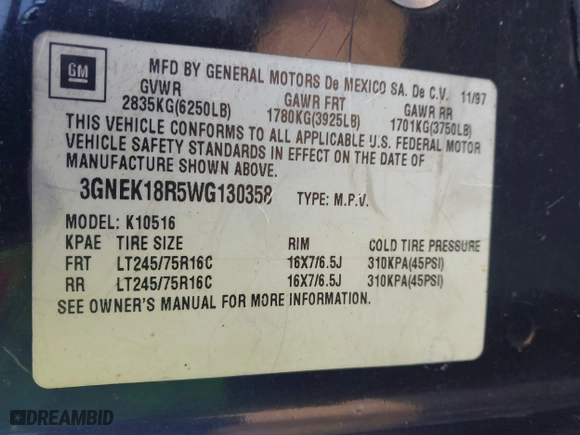 GM
MFD BY GENERAL MOTORS De MEXICO SA. De C.V. 11/97
GVWR GAWR FRT GAWR RR
2835KG(6250LB) 1780KG(3925LB) 1701KG(3750LB)
THIS VEHICLE CONFORMS TO ALL APPLICABLE U.S. FEDERAL MOTOR
VEHICLE SAFETY STANDARDS IN EFFECT ON THE DATE OF
MANUFACTURE SHOWN ABOVE.
3GNEK18R5WG130358 TYPE: M.P.V.
MODEL: K10516
KPAE TIRE SIZE RIM COLD TIRE PRESSURE
FRT LT245/75R16C 16X7/6.5J 310KPA(45PSI)
RR LT245/75R16C 16X7/6.5J 310KPA(45PSI)
SEE OWNER'S MANUAL FOR MORE INFORMATION.
DREAMBID